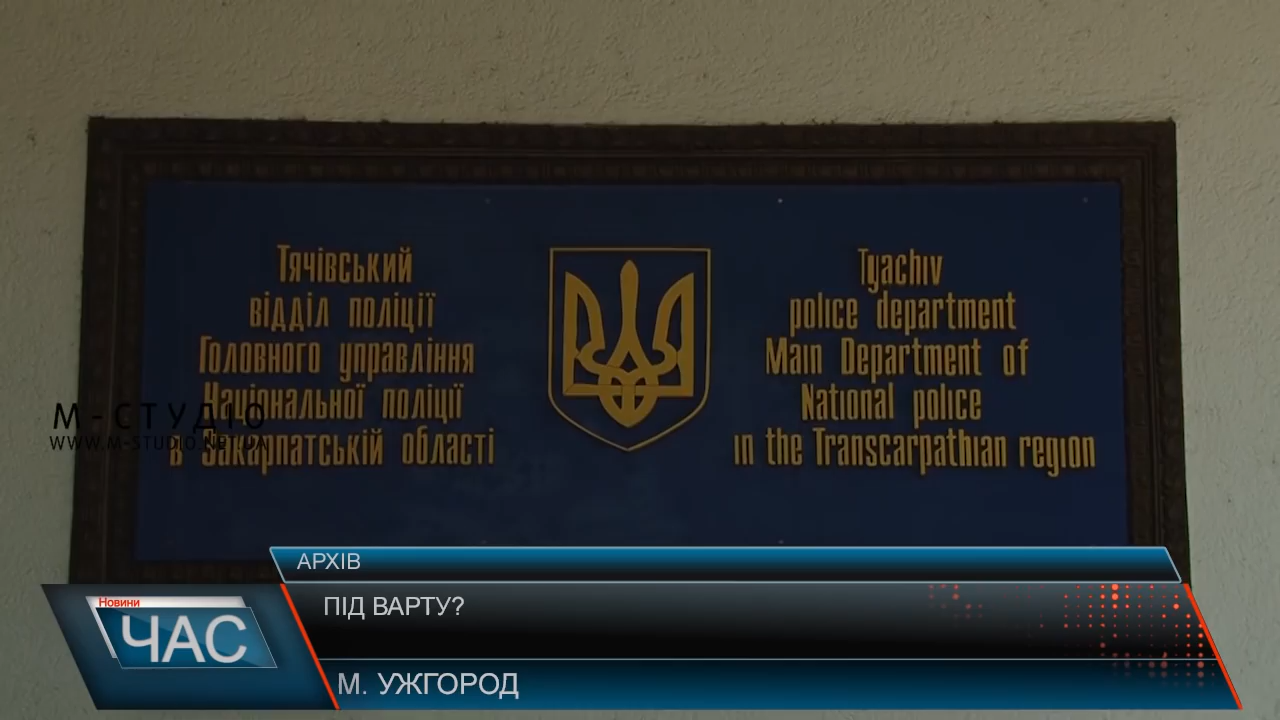 Тячівський
відділ поліції
Головного управління
Національної поліції
в Закарпатській області
Tyachiv
police department
Main Department of
National police
in the Transcarpathian region
М-СТУДІО
WWW.M-STUDIO.NET.UA
АРХІВ
Новини
ЧАС
ПІД ВАРТУ?
М. УЖГОРОД